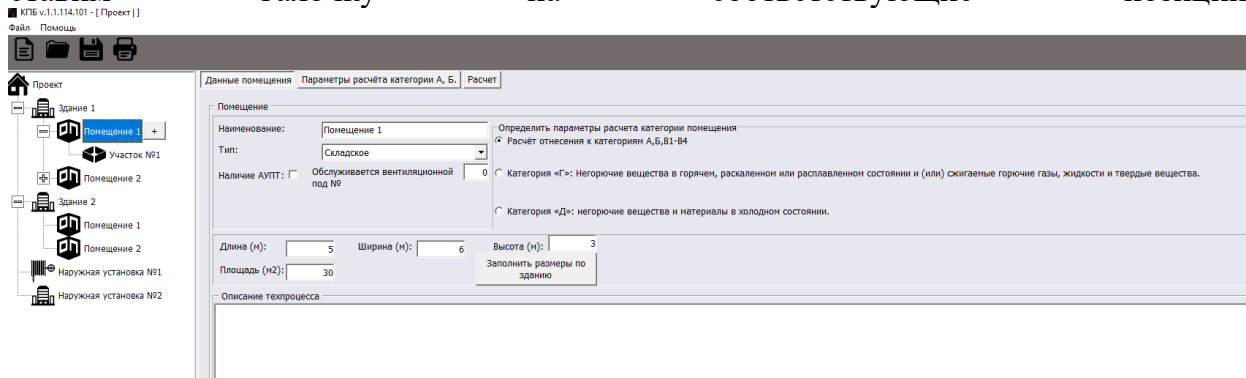 КПБ v.1.1.114.101 - [ Проект | ]
Файл Помощь
Проект
Здание 1
Помещение 1 +
Участок №1
Помещение 2
Здание 2
Помещение 1
Помещение 2
Наружная установка №1
Наружная установка №2
Данные помещения Параметры расчёта категории А, Б. Расчет
Помещение
Наименование: Помещение 1
Тип: Складское
Наличие АУПТ: Обслуживается вентиляционной 0
под №
Определить параметры расчета категории помещения
Расчёт отнесения к категориям А,Б,В1-В4
Категория «Г»: Негорючие вещества в горячем, раскаленном или расплавленном состоянии и (или) сжигаемые горючие газы, жидкости и твердые вещества.
Категория «Д»: негорючие вещества и материалы в холодном состоянии.
Длина (м): 5 Ширина (м): 6 Высота (м): 3
Площадь (м2): 30
Заполнить размеры по
зданию
Описание техпроцесса